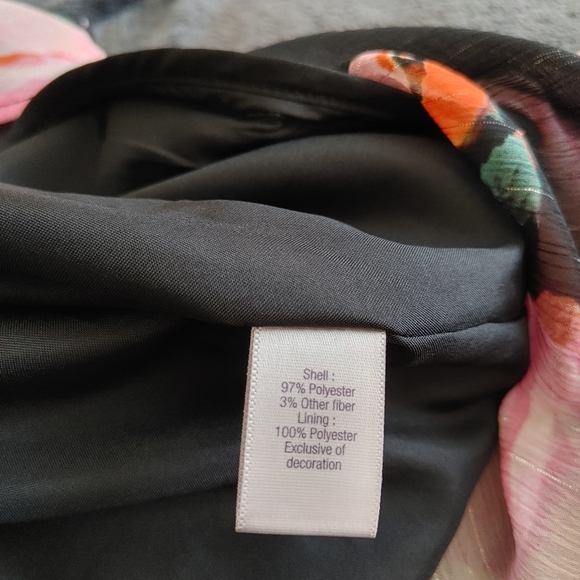 Shell :
97% Polyester
3% Other fiber
Lining :
100% Polyester
Exclusive of
decoration